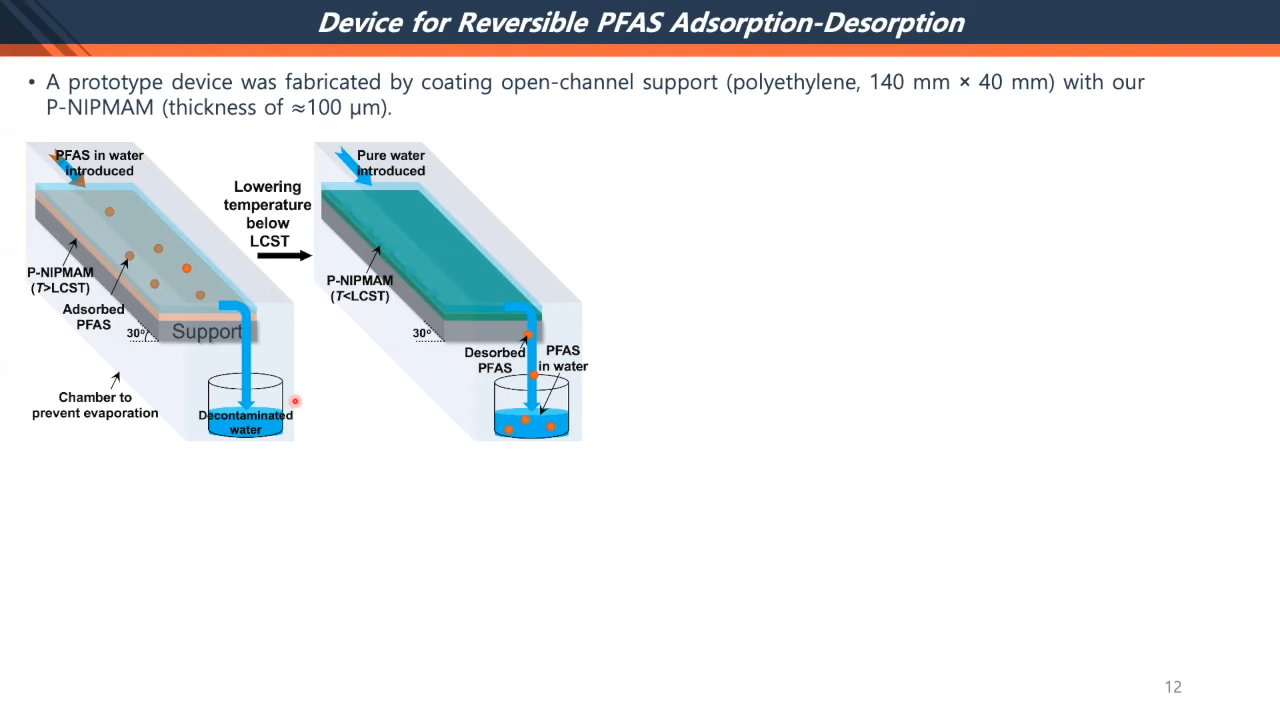 Device for Reversible PFAS Adsorption-Desorption
• A prototype device was fabricated by coating open-channel support (polyethylene, 140 mm × 40 mm) with our
P-NIPMAM (thickness of ≈100 µm).
PFAS in water
introduced
P-NIPMAM
(T>LCST)
Adsorbed
PFAS
30º
Support
Chamber to
prevent evaporation
Decontaminated
water
Lowering
temperature
below
LCST
Pure water
introduced
P-NIPMAM
(T<LCST)
30º
Desorbed
PFAS
PFAS
in water
12